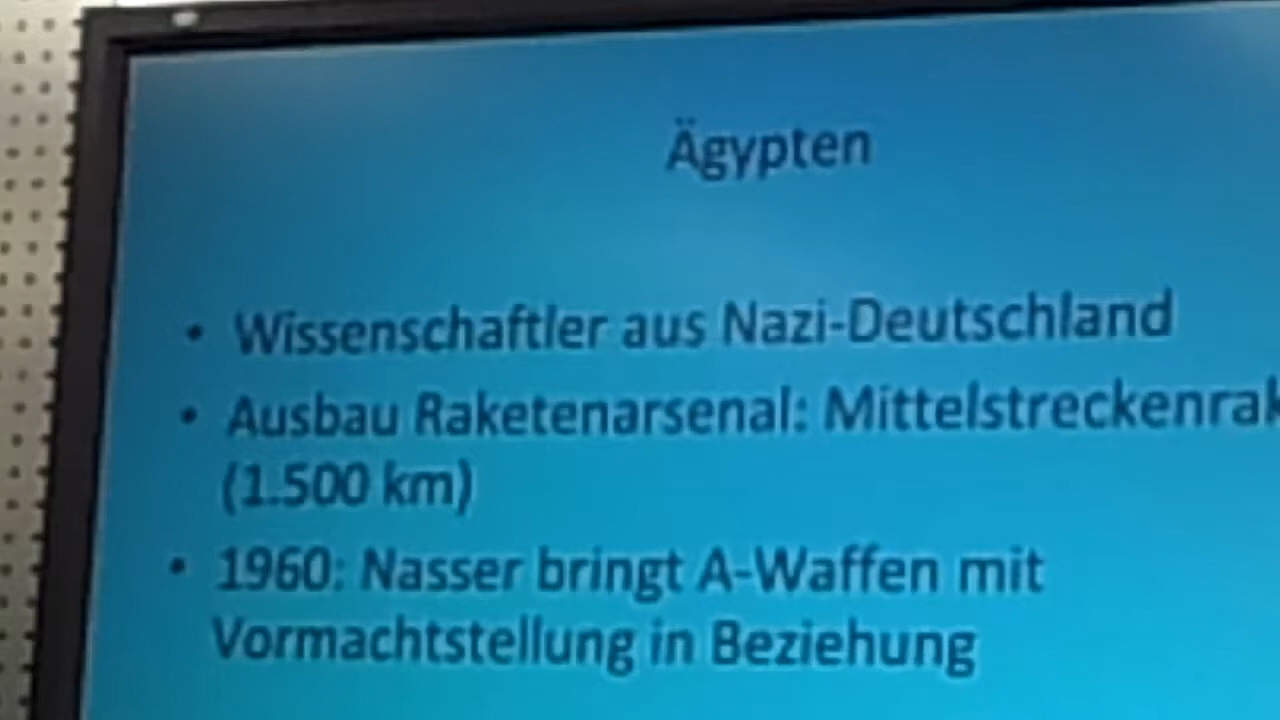 Ägypten
• Wissenschaftler aus Nazi-Deutschland
• Ausbau Raketenarsenal: Mittelstreckenrak
(1.500 km)
• 1960: Nasser bringt A-Waffen mit
Vormachtstellung in Beziehung